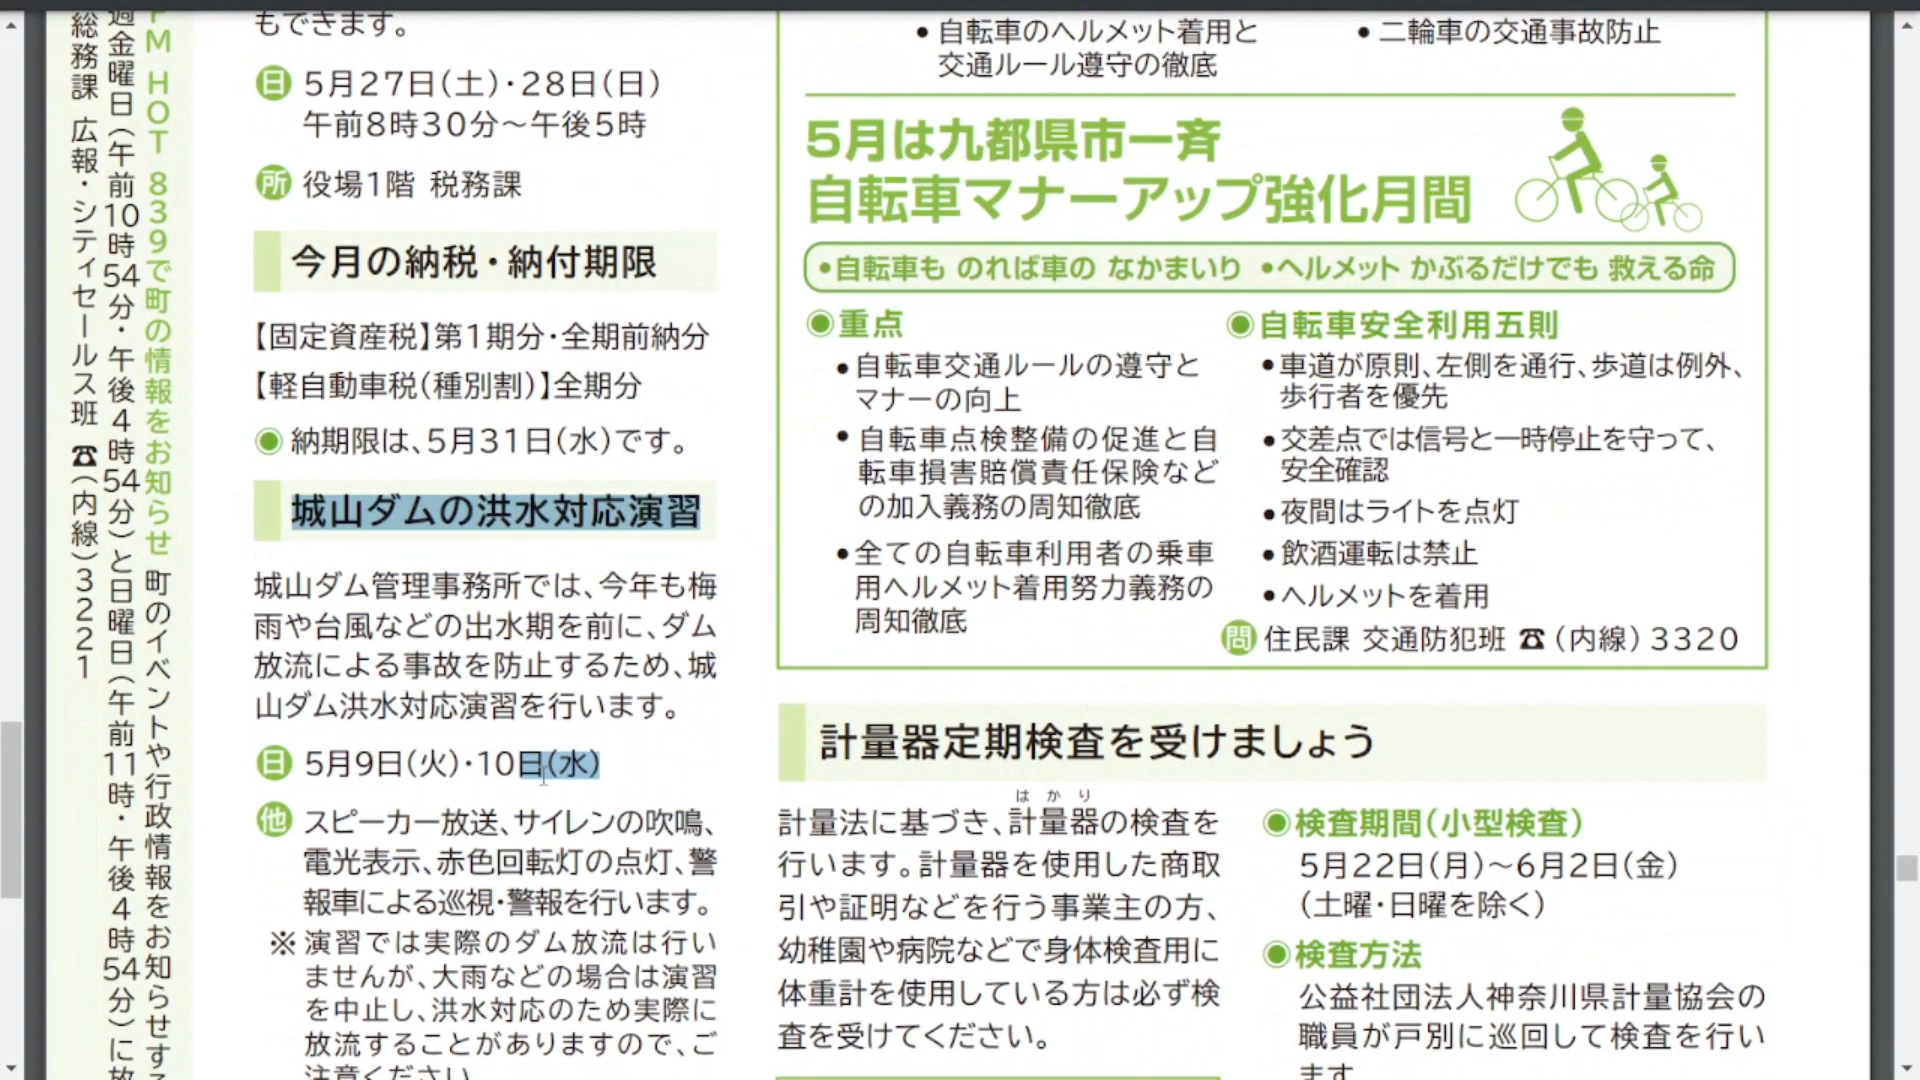 FM HOT 839で町の情報をお知らせ 町のイベントや行政情報をお知らせする
週金曜日(午前10時54分・午後4時54分)と日曜日(午前11時・午後4時54分)に放
総務課 広報・シティセールス班 ☎(内線)3221
もできます。
日 5月27日(土)・28日(日)
午前8時30分～午後5時
所 役場1階 税務課
今月の納税・納付期限
【固定資産税】第1期分・全期前納分
【軽自動車税(種別割)】全期分
◉ 納期限は、5月31日(水)です。
城山ダムの洪水対応演習
城山ダム管理事務所では、今年も梅
雨や台風などの出水期を前に、ダム
放流による事故を防止するため、城
山ダム洪水対応演習を行います。
日 5月9日(火)・10日(水)
他 スピーカー放送、サイレンの吹鳴、
電光表示、赤色回転灯の点灯、警
報車による巡視・警報を行います。
※ 演習では実際のダム放流は行い
ませんが、大雨などの場合は演習
を中止し、洪水対応のため実際に
放流することがありますので、ご
注意ください。
• 自転車のヘルメット着用と
交通ルール遵守の徹底
• 二輪車の交通事故防止
5月は九都県市一斉
自転車マナーアップ強化月間
•自転車も のれば車の なかまいり •ヘルメット かぶるだけでも 救える命
◉重点
•自転車交通ルールの遵守と
マナーの向上
•自転車点検整備の促進と自
転車損害賠償責任保険など
の加入義務の周知徹底
•全ての自転車利用者の乗車
用ヘルメット着用努力義務の
周知徹底
◉自転車安全利用五則
•車道が原則、左側を通行、歩道は例外、
歩行者を優先
•交差点では信号と一時停止を守って、
安全確認
•夜間はライトを点灯
•飲酒運転は禁止
•ヘルメットを着用
問 住民課 交通防犯班 ☎(内線)3320
計量器定期検査を受けましょう
はかり
計量法に基づき、計量器の検査を
行います。計量器を使用した商取
引や証明などを行う事業主の方、
幼稚園や病院などで身体検査用に
体重計を使用している方は必ず検
査を受けてください。
◉検査期間(小型検査)
5月22日(月)～6月2日(金)
(土曜・日曜を除く)
◉検査方法
公益社団法人神奈川県計量協会の
職員が戸別に巡回して検査を行い
ます